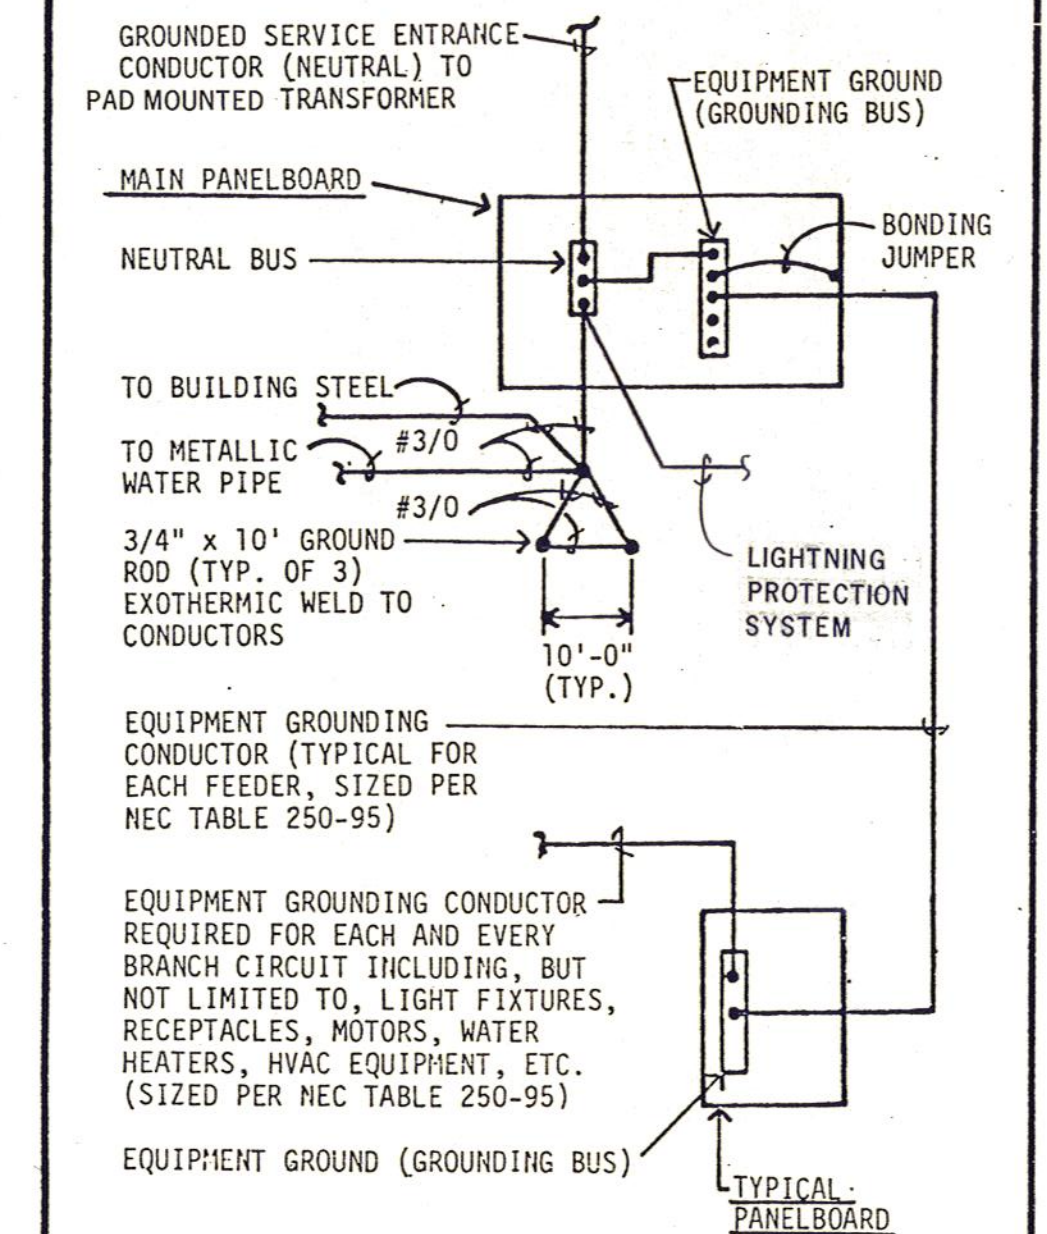 GROUNDED SERVICE ENTRANCE
CONDUCTOR (NEUTRAL) TO
PAD MOUNTED TRANSFORMER
EQUIPMENT GROUND
(GROUNDING BUS)
MAIN PANELBOARD
BONDING
JUMPER
NEUTRAL BUS
TO BUILDING STEEL
#3/0
TO METALLIC
WATER PIPE
#3/0
3/4" x 10' GROUND
ROD (TYP. OF 3)
EXOTHERMIC WELD TO
CONDUCTORS
LIGHTNING
PROTECTION
SYSTEM
10'-0"
(TYP.)
EQUIPMENT GROUNDING
CONDUCTOR (TYPICAL FOR
EACH FEEDER, SIZED PER
NEC TABLE 250-95)
EQUIPMENT GROUNDING CONDUCTOR
REQUIRED FOR EACH AND EVERY
BRANCH CIRCUIT INCLUDING, BUT
NOT LIMITED TO, LIGHT FIXTURES,
RECEPTACLES, MOTORS, WATER
HEATERS, HVAC EQUIPMENT, ETC.
(SIZED PER NEC TABLE 250-95)
EQUIPMENT GROUND (GROUNDING BUS)
TYPICAL
PANELBOARD